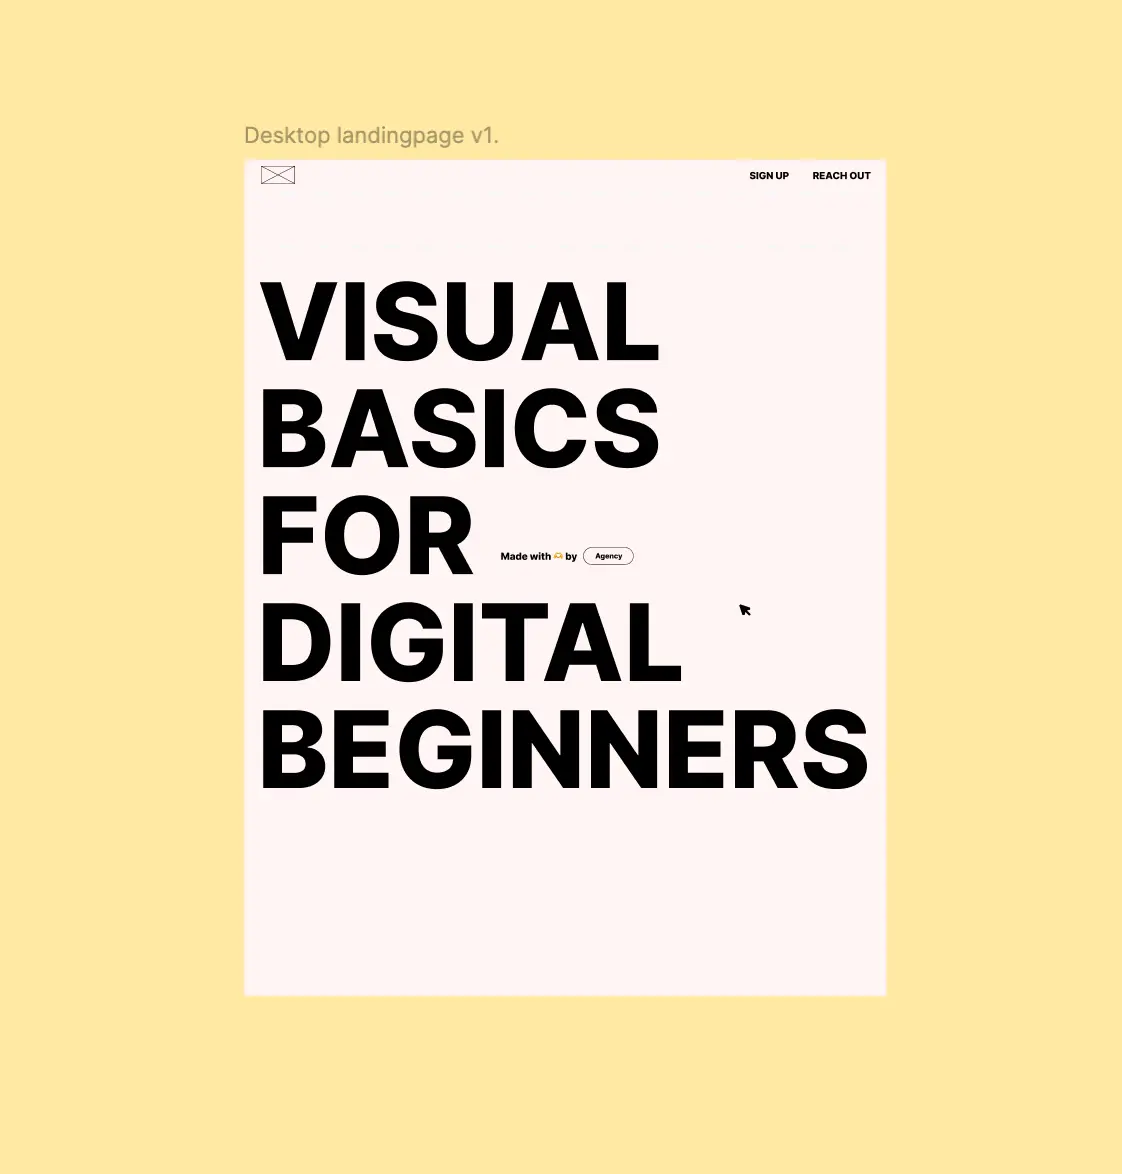 Desktop landingpage v1.
SIGN UP REACH OUT
VISUAL
BASICS
FOR
Made with 🫶 by Agency
DIGITAL
BEGINNERS